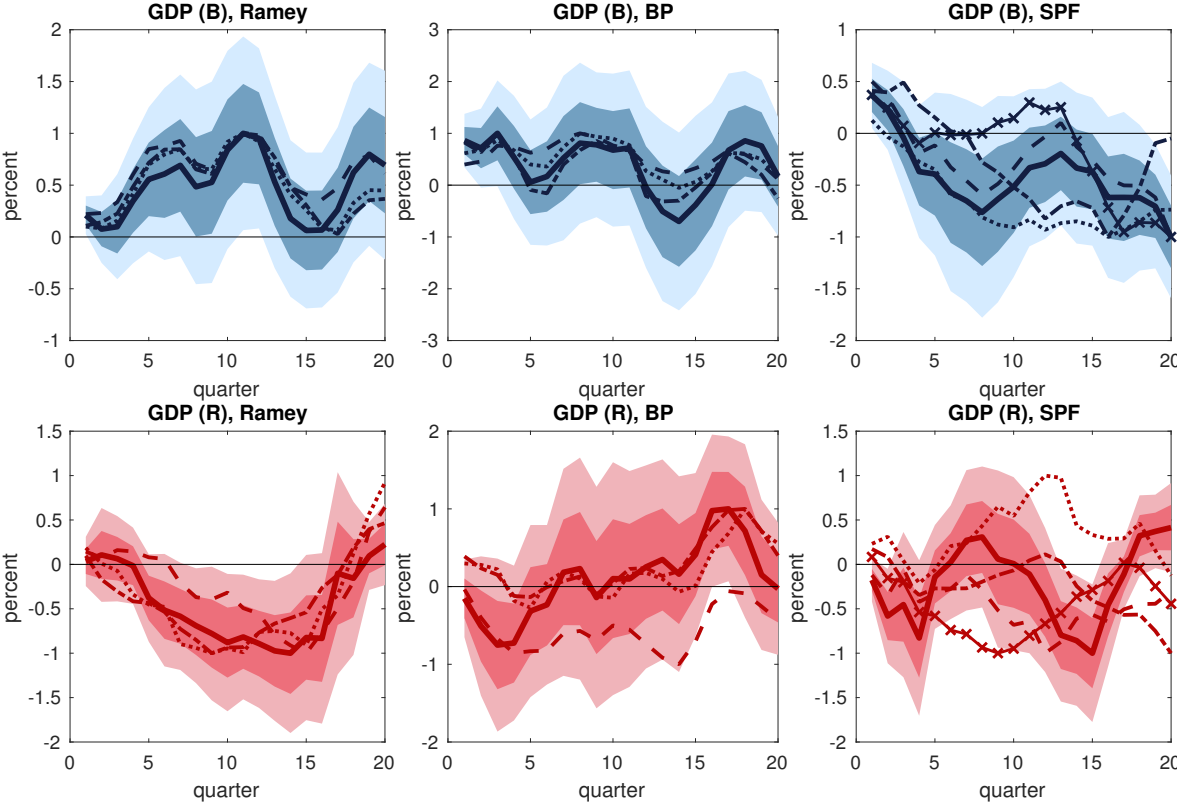 GDP (B), Ramey
2
1.5
1
0.5
0
-0.5
-1
percent
0 5 10 15 20
quarter
GDP (B), BP
3
2
1
0
-1
-2
-3
percent
0 5 10 15 20
quarter
GDP (B), SPF
1
0.5
0
-0.5
-1
-1.5
-2
percent
0 5 10 15 20
quarter
GDP (R), Ramey
1.5
1
0.5
0
-0.5
-1
-1.5
-2
percent
0 5 10 15 20
quarter
GDP (R), BP
2
1
0
-1
-2
percent
0 5 10 15 20
quarter
GDP (R), SPF
1.5
1
0.5
0
-0.5
-1
-1.5
-2
percent
0 5 10 15 20
quarter